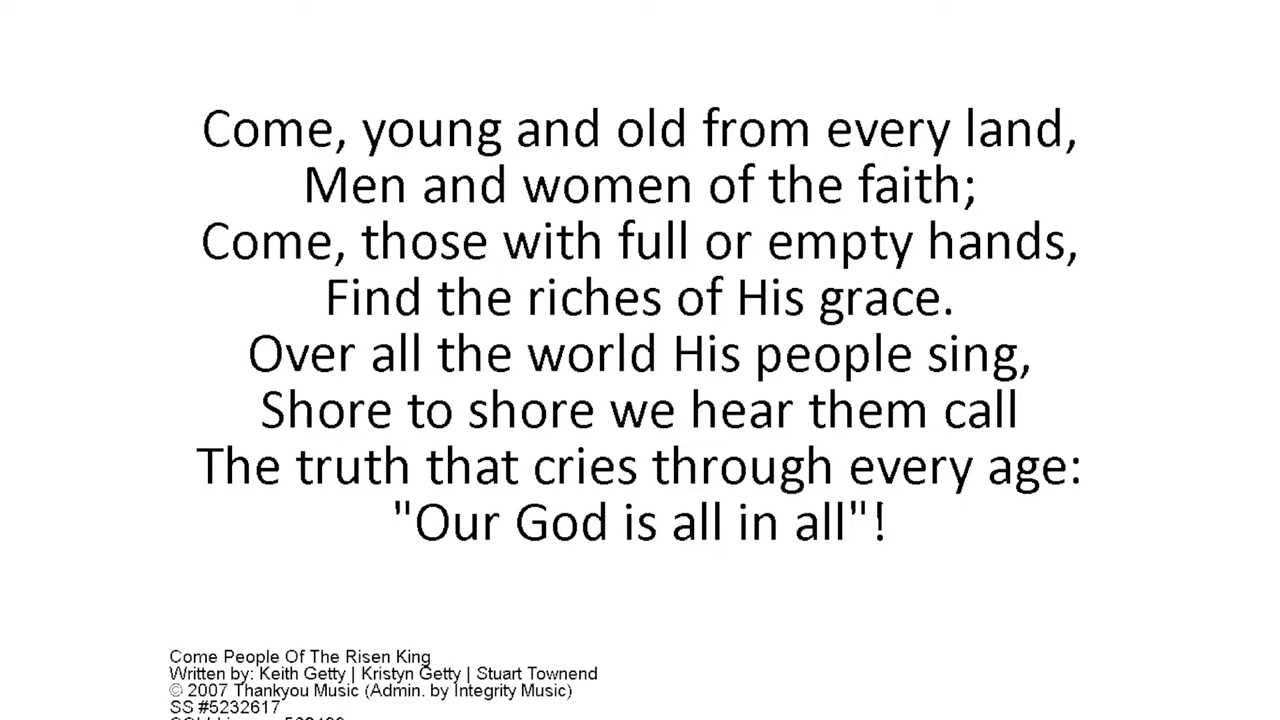 Come, young and old from every land,
Men and women of the faith;
Come, those with full or empty hands,
Find the riches of His grace.
Over all the world His people sing,
Shore to shore we hear them call
The truth that cries through every age:
"Our God is all in all"!
Come People Of The Risen King
Written by: Keith Getty | Kristyn Getty | Stuart Townend
© 2007 Thankyou Music (Admin. by Integrity Music)
SS #5232617